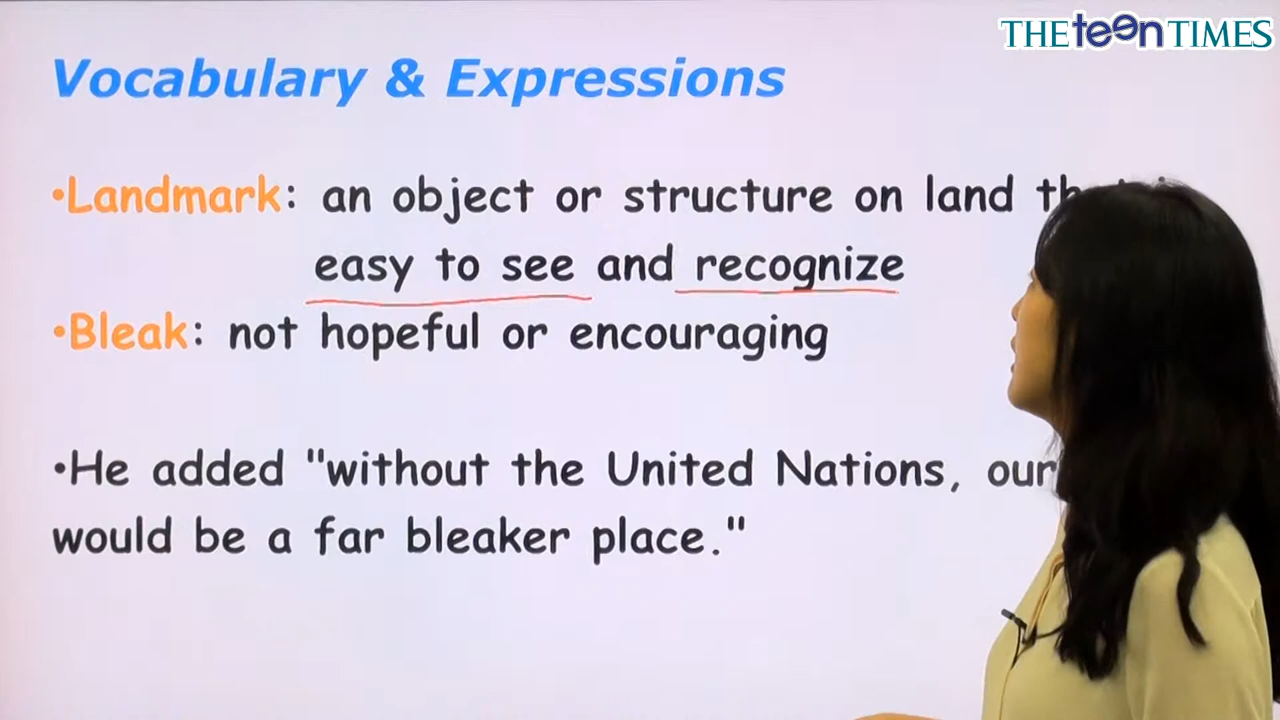 THE teen TIMES
Vocabulary & Expressions
•Landmark: an object or structure on land
easy to see and recognize
•Bleak: not hopeful or encouraging
•He added "without the United Nations, our
would be a far bleaker place."